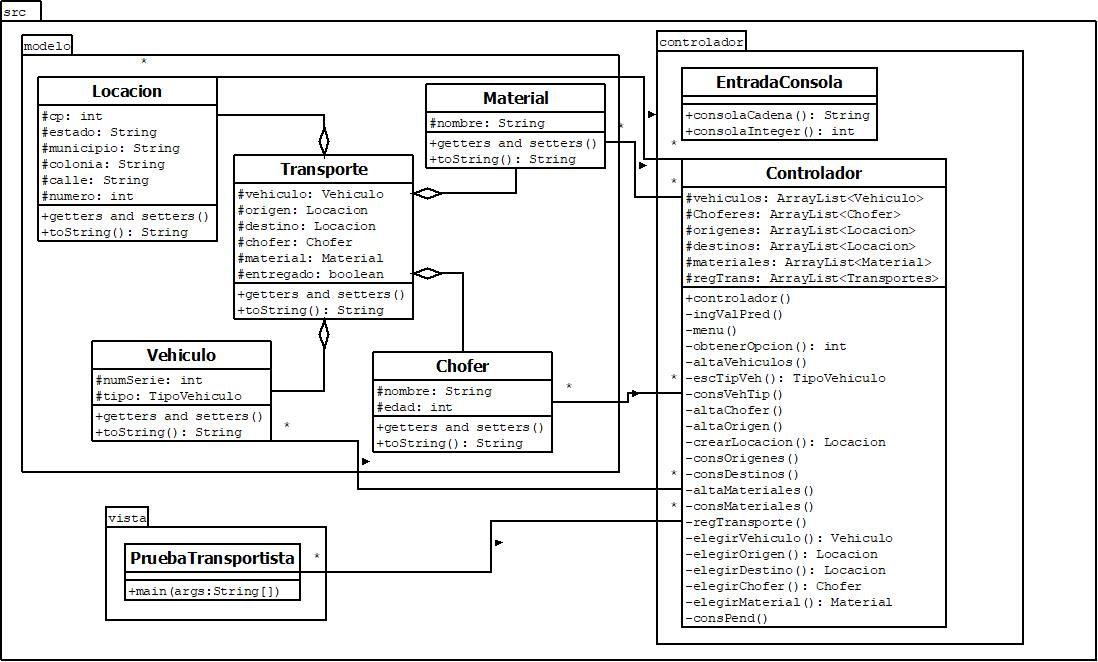 src
modelo
*
Locacion
#cp: int
#estado: String
#municipio: String
#colonia: String
#calle: String
#numero: int
+getters and setters()
+toString(): String
Material
#nombre: String
+getters and setters()
+toString(): String
*
Transporte
#vehiculo: Vehiculo
#origen: Locacion
#destino: Locacion
#chofer: Chofer
#material: Material
#entregado: boolean
+getters and setters()
+toString(): String
Vehiculo
#numSerie: int
#tipo: TipoVehiculo
+getters and setters()
+toString(): String
*
Chofer
#nombre: String
#edad: int
+getters and setters()
+toString(): String
*
vista
PruebaTransportista
+main(args:String[])
*
controlador
EntradaConsola
+consolaCadena(): String
+consolaInteger(): int
*
*
*
*
*
Controlador
#vehiculos: ArrayList<Vehiculo>
#Choferes: ArrayList<Chofer>
#origenes: ArrayList<Locacion>
#destinos: ArrayList<Locacion>
#materiales: ArrayList<Material>
#regTrans: ArrayList<Transportes>
+controlador()
-ingValPred()
-menu()
-obtenerOpcion(): int
-altaVehiculos()
-escTipVeh(): TipoVehiculo
-consVehTip()
-altaChofer()
-altaOrigen()
-crearLocacion(): Locacion
-consOrigenes()
-consDestinos()
-altaMateriales()
-consMateriales()
-regTransporte()
-elegirVehiculo(): Vehiculo
-elegirOrigen(): Locacion
-elegirDestino(): Locacion
-elegirChofer(): Chofer
-elegirMaterial(): Material
-consPend()